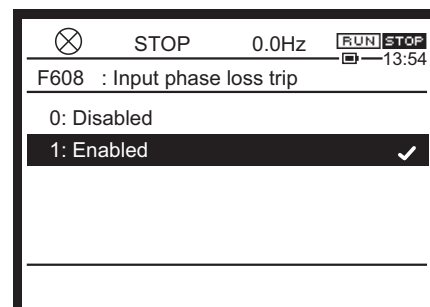 STOP 0.0Hz RUN STOP
13:54
F608 : Input phase loss trip
0: Disabled
1: Enabled